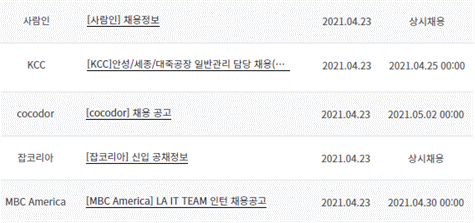 사람인 [사람인] 채용정보 2021.04.23 상시채용
KCC [KCC]안성/세종/대죽공장 일반관리 담당 채용(… 2021.04.23 2021.04.25 00:00
cocodor [cocodor] 채용 공고 2021.04.23 2021.05.02 00:00
잡코리아 [잡코리아] 신입 공채정보 2021.04.23 상시채용
MBC America [MBC America] LA IT TEAM 인턴 채용공고 2021.04.23 2021.04.30 00:00